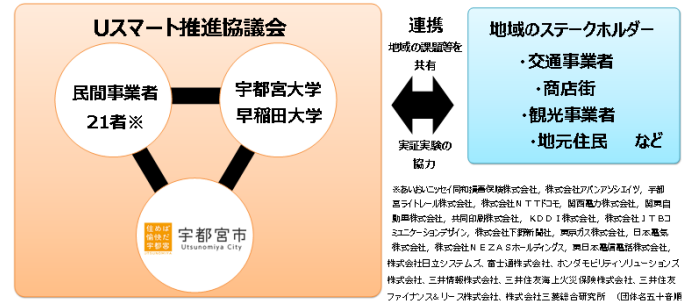 Uスマート推進協議会
民間事業者
21者※
宇都宮大学
早稲田大学
住めば
愉快だ
宇都宮
宇都宮市
Utsunomiya City
連携
地域の課題等を
共有
実証実験の
協力
地域のステークホルダー
・交通事業者
・商店街
・観光事業者
・地元住民 など
※あいおいニッセイ同和損害保険株式会社，株式会社アバンアソシエイツ，宇都
宮ライトレール株式会社，株式会社ＮＴＴドコモ，関西電力株式会社，関東自
動車株式会社，共同印刷株式会社，ＫＤＤＩ株式会社，株式会社ＪＴＢコ
ミュニケーションデザイン，株式会社下野新聞社，東京ガス株式会社，日本電気
株式会社，株式会社ＮＥＺＡＳホールディングス，東日本電信電話株式会社，
株式会社日立システムズ、富士通株式会社、ホンダモビリティソリューションズ
株式会社、三井情報株式会社、三井住友海上火災保険株式会社、三井住友
ファイナンス＆リース株式会社、株式会社三菱総合研究所 （団体名五十音順